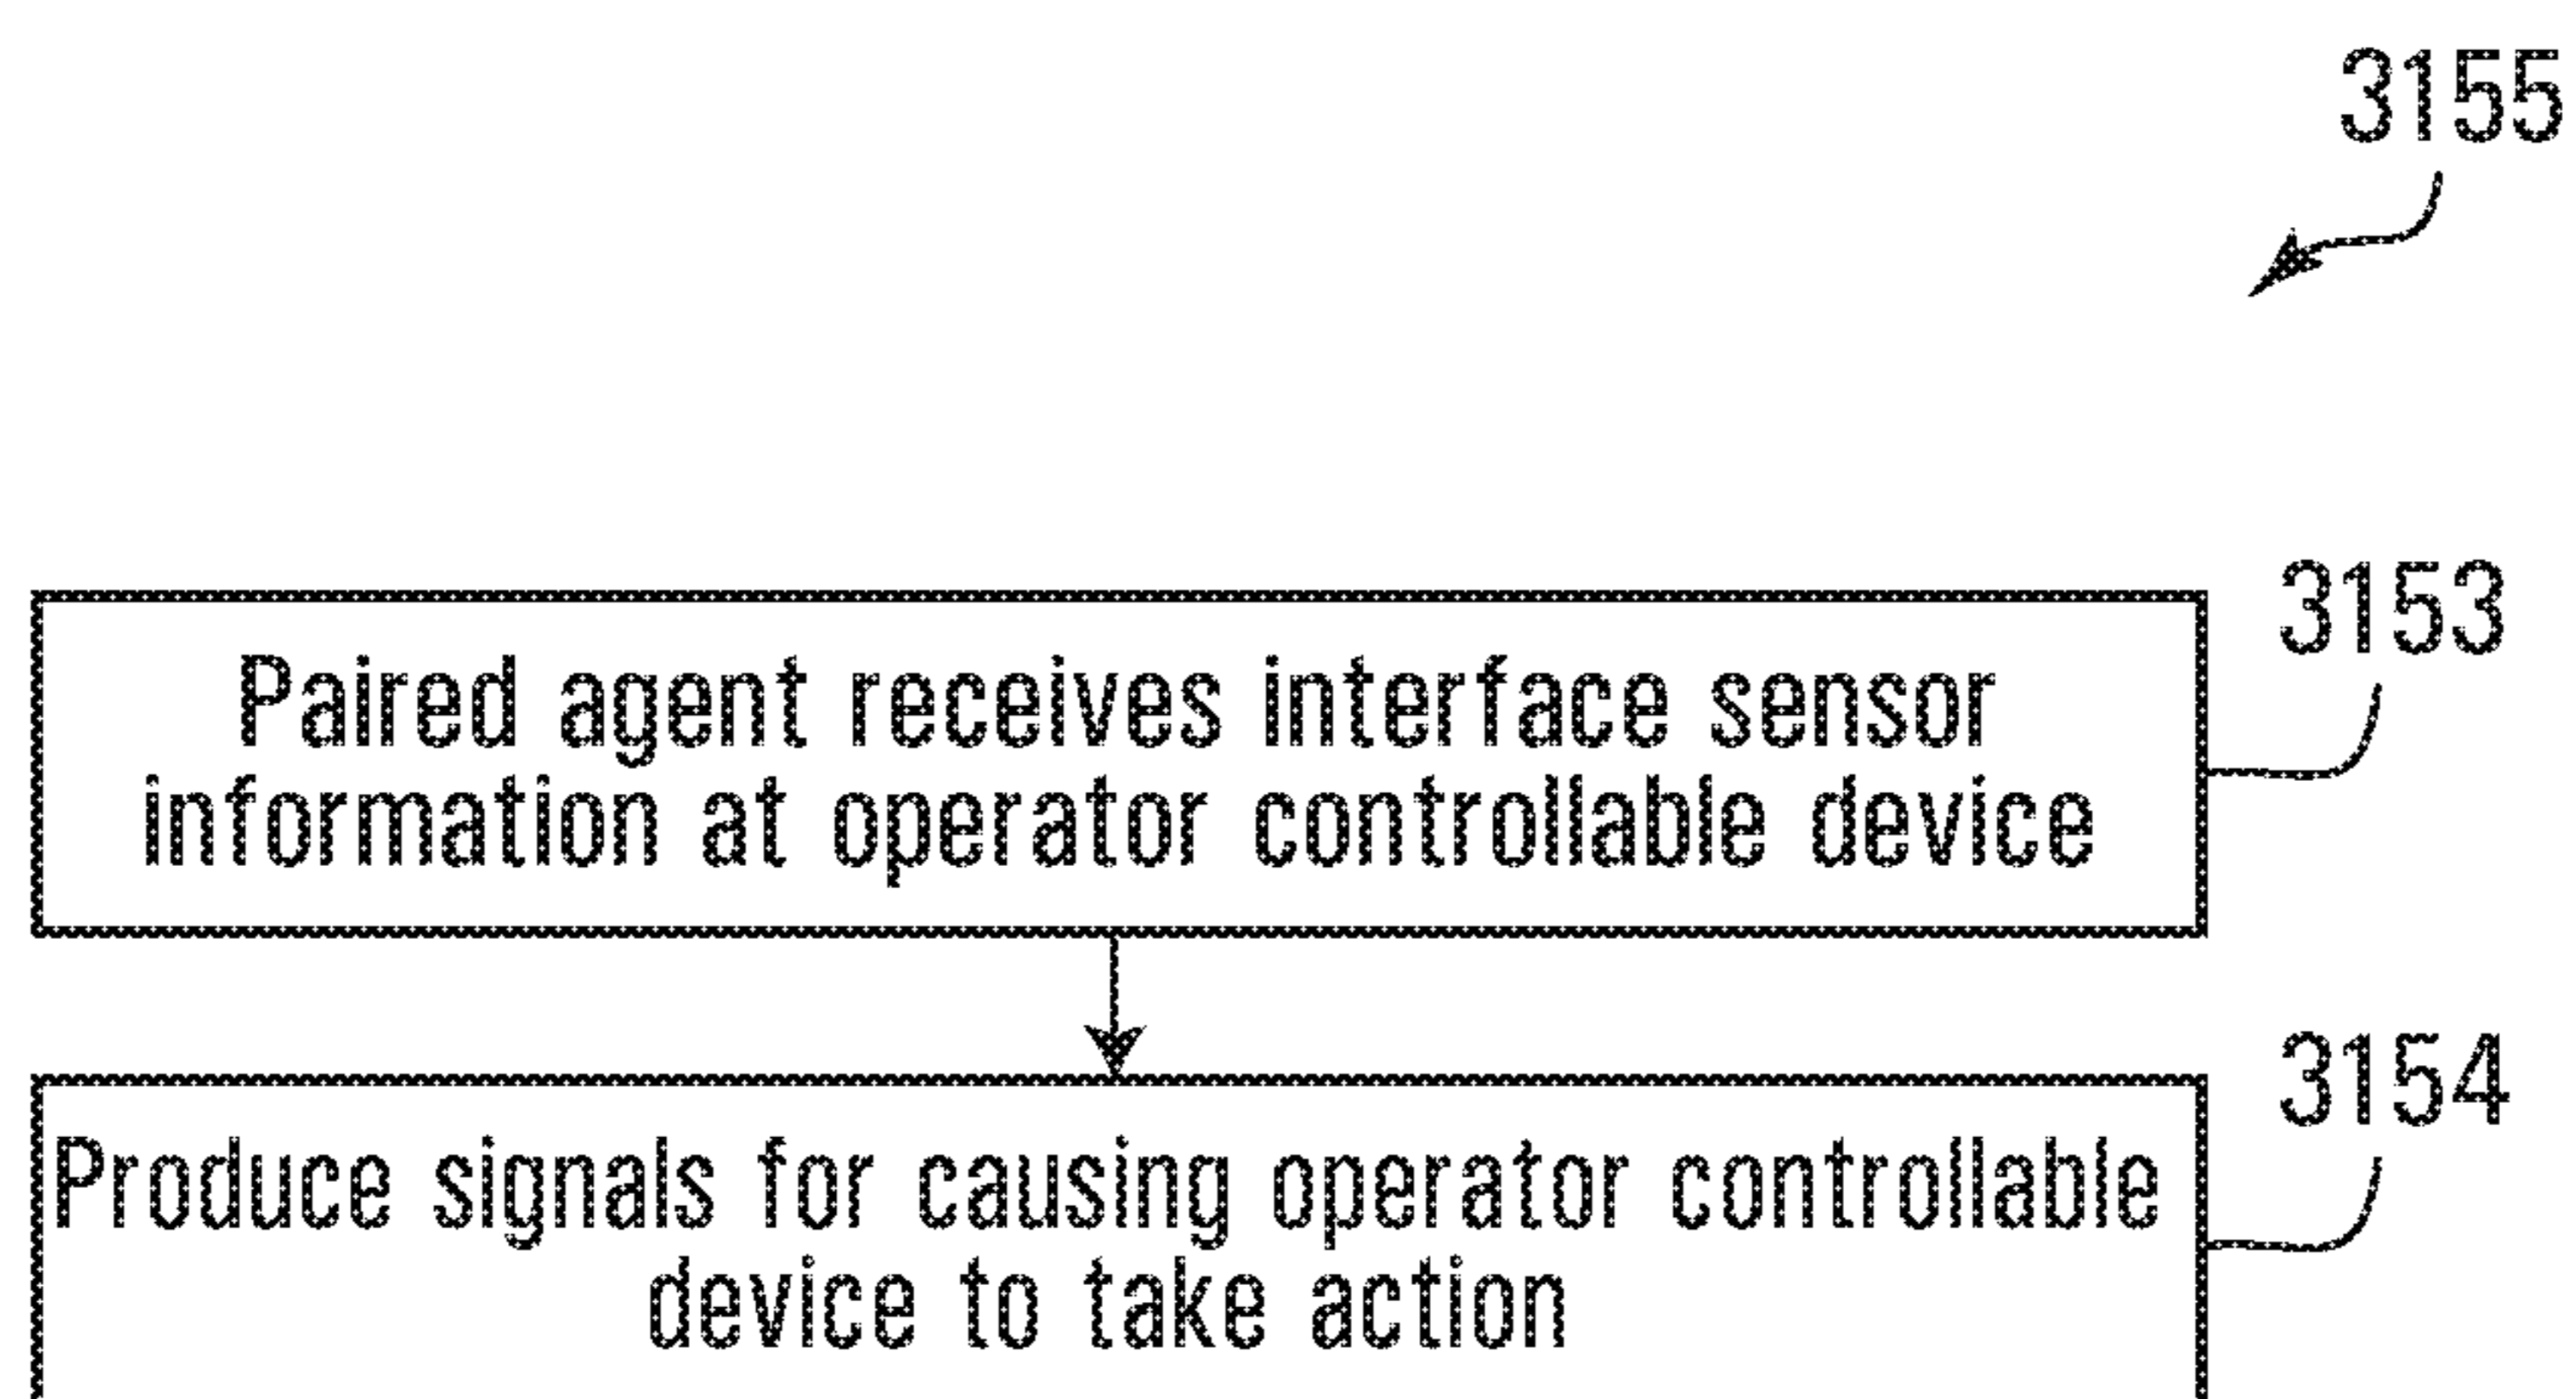 3155
3153
Paired agent receives interface sensor
information at operator controllable device
3154
Produce signals for causing operator controllable
device to take action